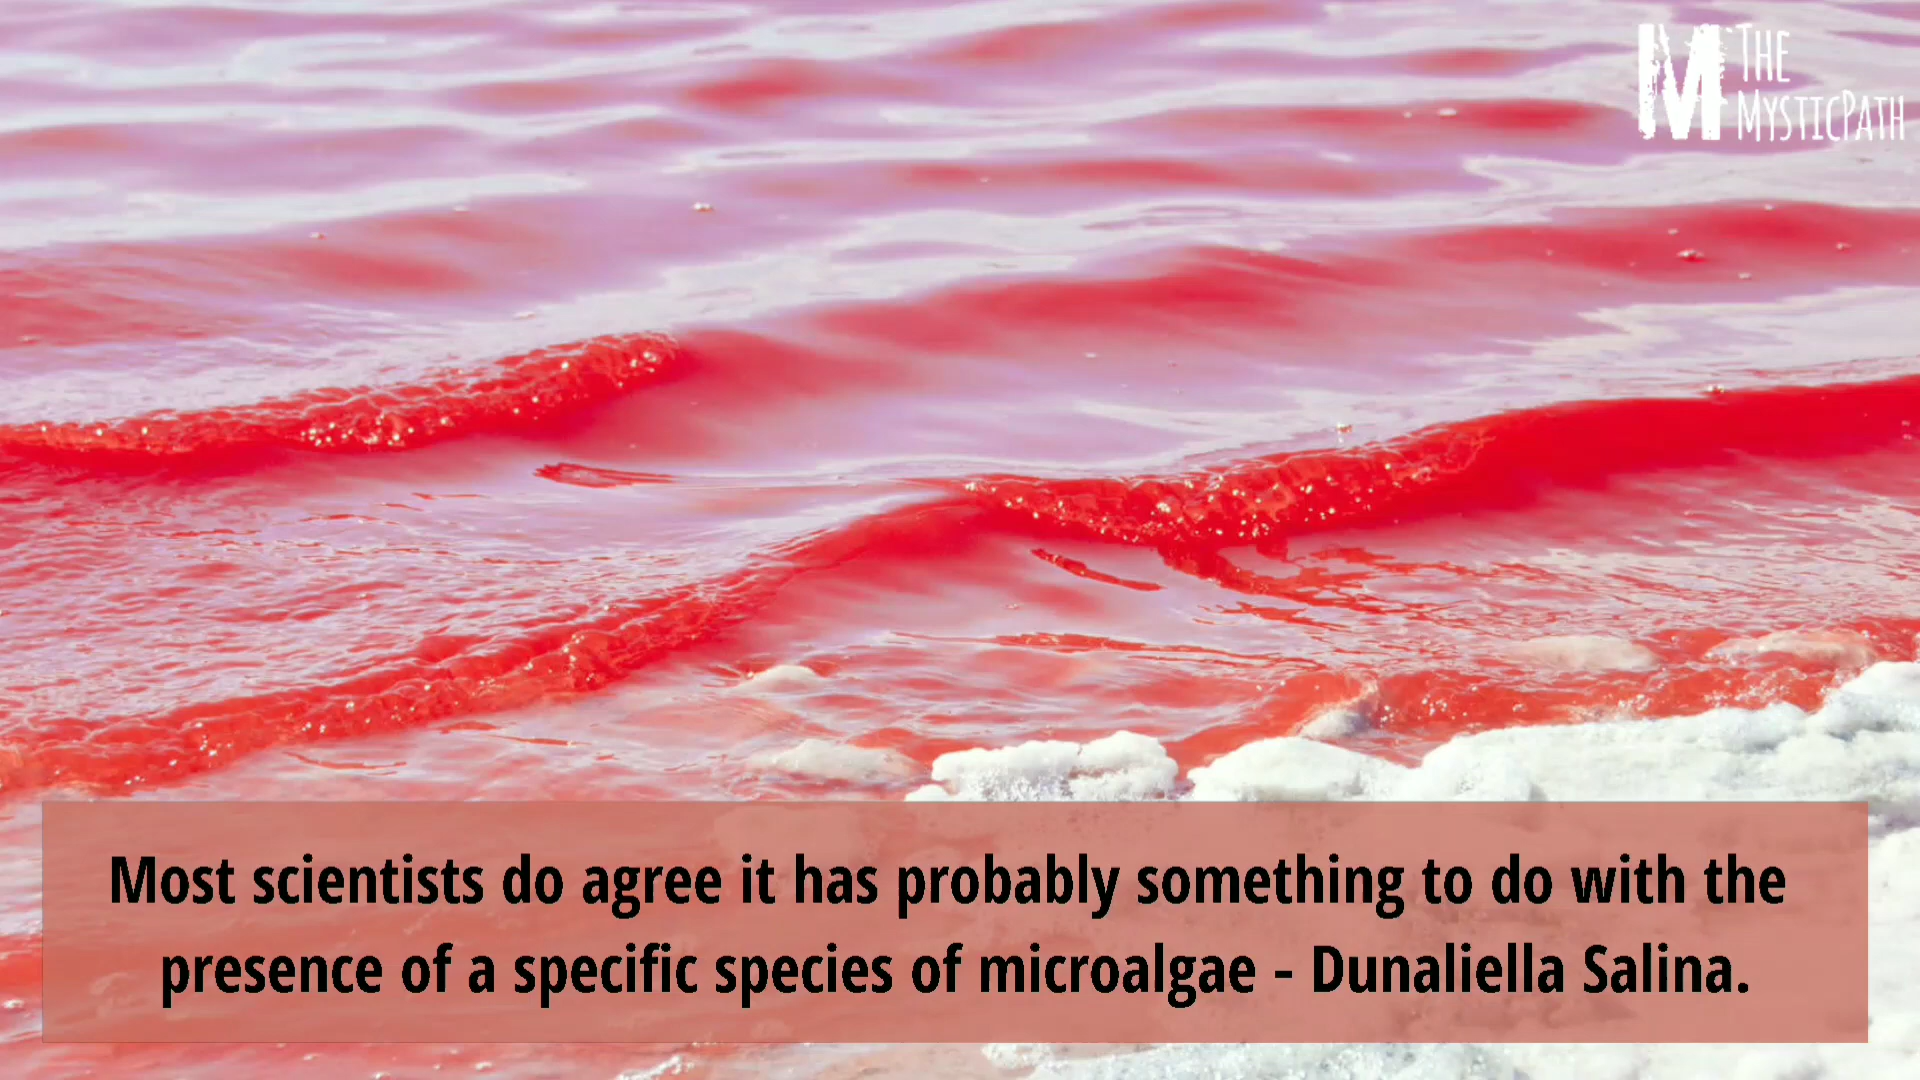 THE
MYSTICPATH
Most scientists do agree it has probably something to do with the
presence of a specific species of microalgae - Dunaliella Salina.